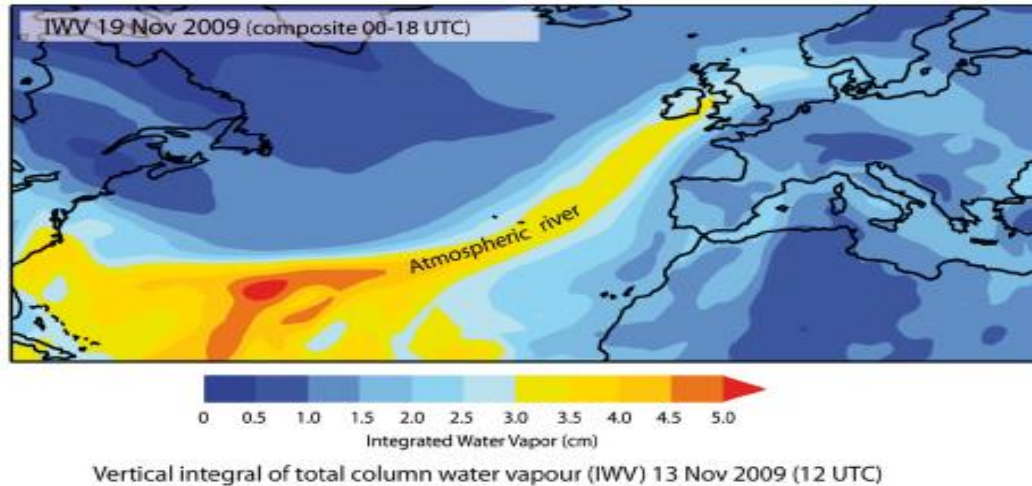 IWV 19 Nov 2009 (composite 00-18 UTC)
Atmospheric river
0 0.5 1.0 1.5 2.0 2.5 3.0 3.5 4.0 4.5 5.0
Integrated Water Vapor (cm)
Vertical integral of total column water vapour (IWV) 13 Nov 2009 (12 UTC)